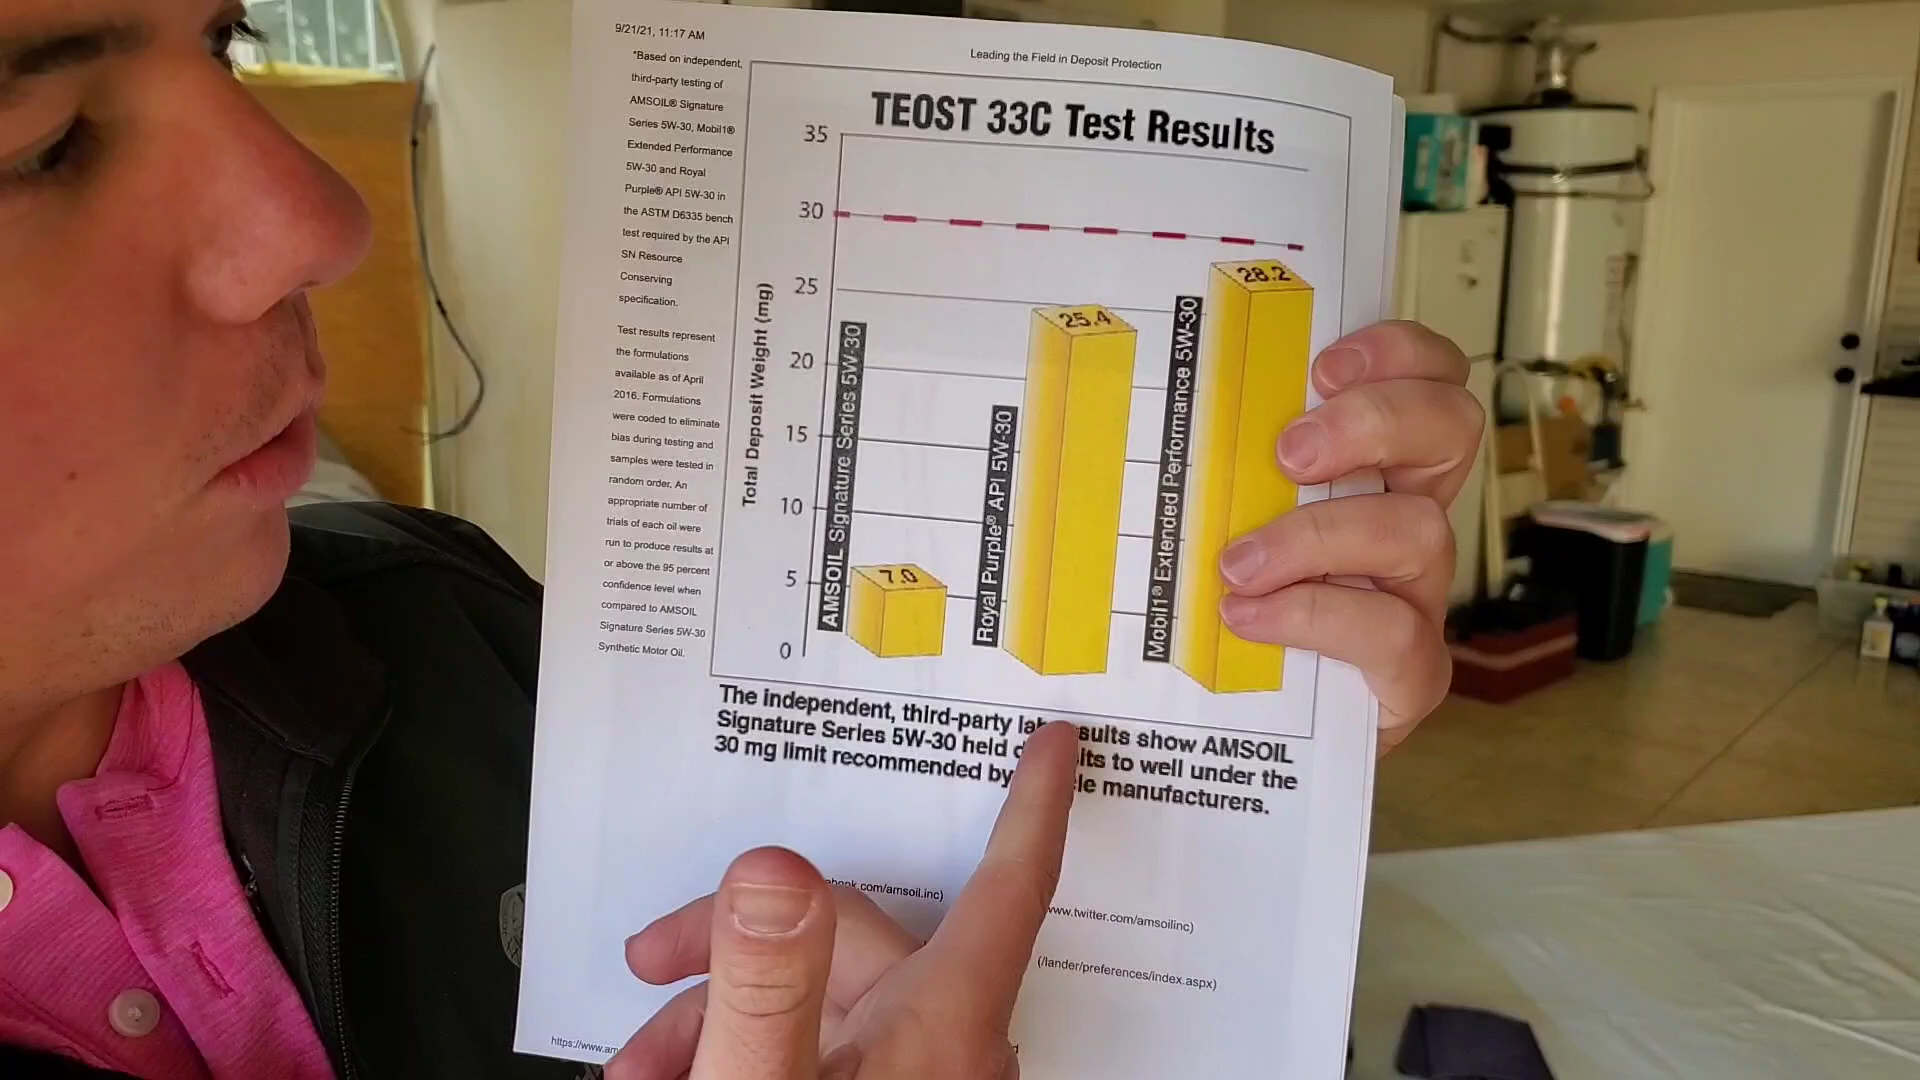 9/21/21, 11:17 AM
Leading the Field in Deposit Protection
*Based on independent,
third-party testing of
AMSOIL® Signature
Series 5W-30, Mobil1®
Extended Performance
5W-30 and Royal
Purple® API 5W-30 in
the ASTM D6335 bench
test required by the API
SN Resource
Conserving
specification.
Test results represent
the formulations
available as of April
2016. Formulations
were coded to eliminate
bias during testing and
samples were tested in
random order. An
appropriate number of
trials of each oil were
run to produce results at
or above the 95 percent
confidence level when
compared to AMSOIL
Signature Series 5W-30
Synthetic Motor Oil.
TEOST 33C Test Results
Total Deposit Weight (mg)
35
30
25
20
15
10
5
0
AMSOIL Signature Series 5W-30
7.0
Royal Purple® API 5W-30
25.4
Mobil1® Extended Performance 5W-30
28.2
The independent, third-party show AMSOIL
Signature Series 5W-30 held to well under the
30 mg limit recommended by manufacturers.
com/amsoil.inc)
www.twitter.com/amsoilinc)
(/lander/preferences/index.aspx)
https://www.am